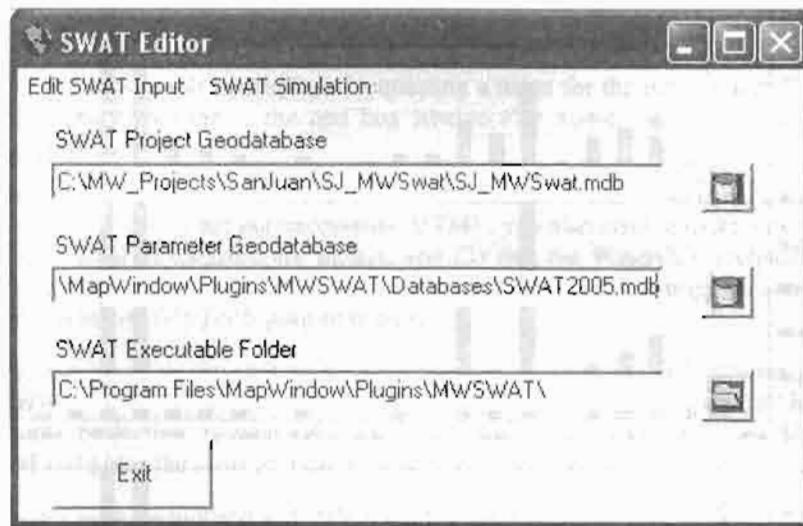 SWAT Editor
Edit SWAT Input SWAT Simulation
SWAT Project Geodatabase
C:\MW_Projects\SanJuan\SJ_MWSwat\SJ_MWSwat.mdb
SWAT Parameter Geodatabase
\MapWindow\Plugins\MWSWAT\Databases\SWAT2005.mdb
SWAT Executable Folder
C:\Program Files\MapWindow\Plugins\MWSWAT\
Exit